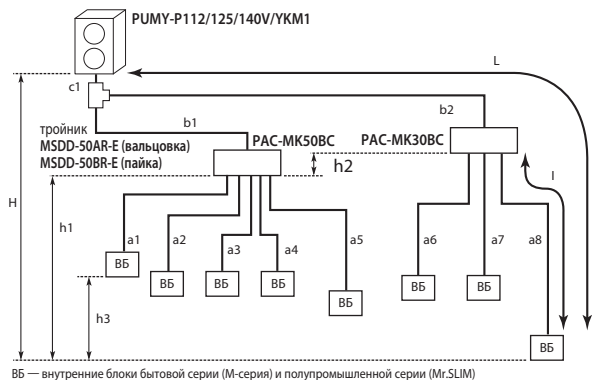 PUMY-P112/125/140V/YKM1
L
c1
b2
b1
тройник
MSDD-50AR-E (вальцовка)
MSDD-50BR-E (пайка)
PAC-MK50BC
PAC-MK30BC
h2
l
H
h1
a1
a2
a3
a4
a5
a6
a7
a8
ВБ
ВБ
ВБ
ВБ
ВБ
ВБ
ВБ
ВБ
h3
ВБ — внутренние блоки бытовой серии (М-серия) и полупромышленной серии (Mr.SLIM)